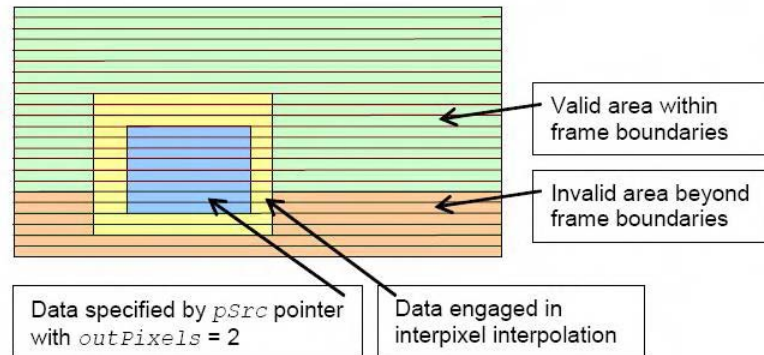 Valid area within
frame boundaries
Invalid area beyond
frame boundaries
Data specified by pSrc pointer
with outPixels = 2
Data engaged in
interpixel interpolation